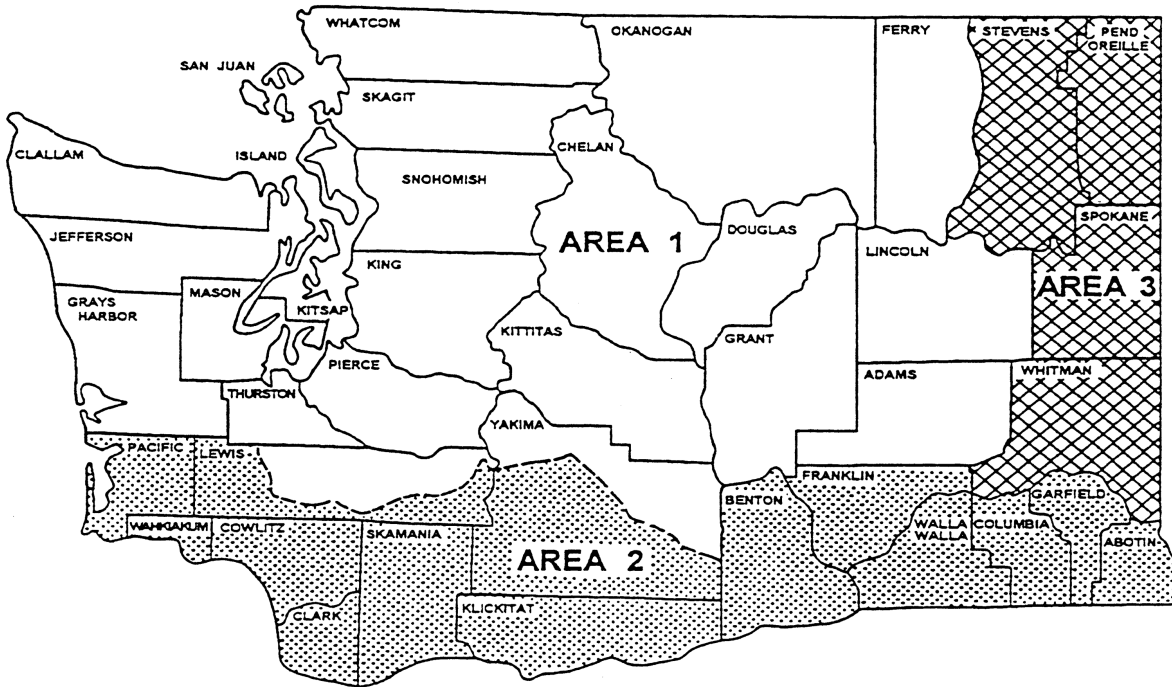 WHATCOM
OKANOGAN
FERRY
STEVENS
PEND
OREILLE
SAN JUAN
SKAGIT
CLALLAM
ISLAND
CHELAN
SNOHOMISH
SPOKANE
JEFFERSON
AREA 1
DOUGLAS
KING
LINCOLN
GRAYS
HARBOR
MASON
KITSAP
AREA 3
KITTITAS
GRANT
PIERCE
ADAMS
WHITMAN
THURSTON
YAKIMA
PACIFIC
LEWIS
FRANKLIN
BENTON
GARFIELD
WAHKIAKUM
COWLITZ
SKAMANIA
WALLA
WALLA
COLUMBIA
ABOTIN
AREA 2
KLICKITAT
CLARK